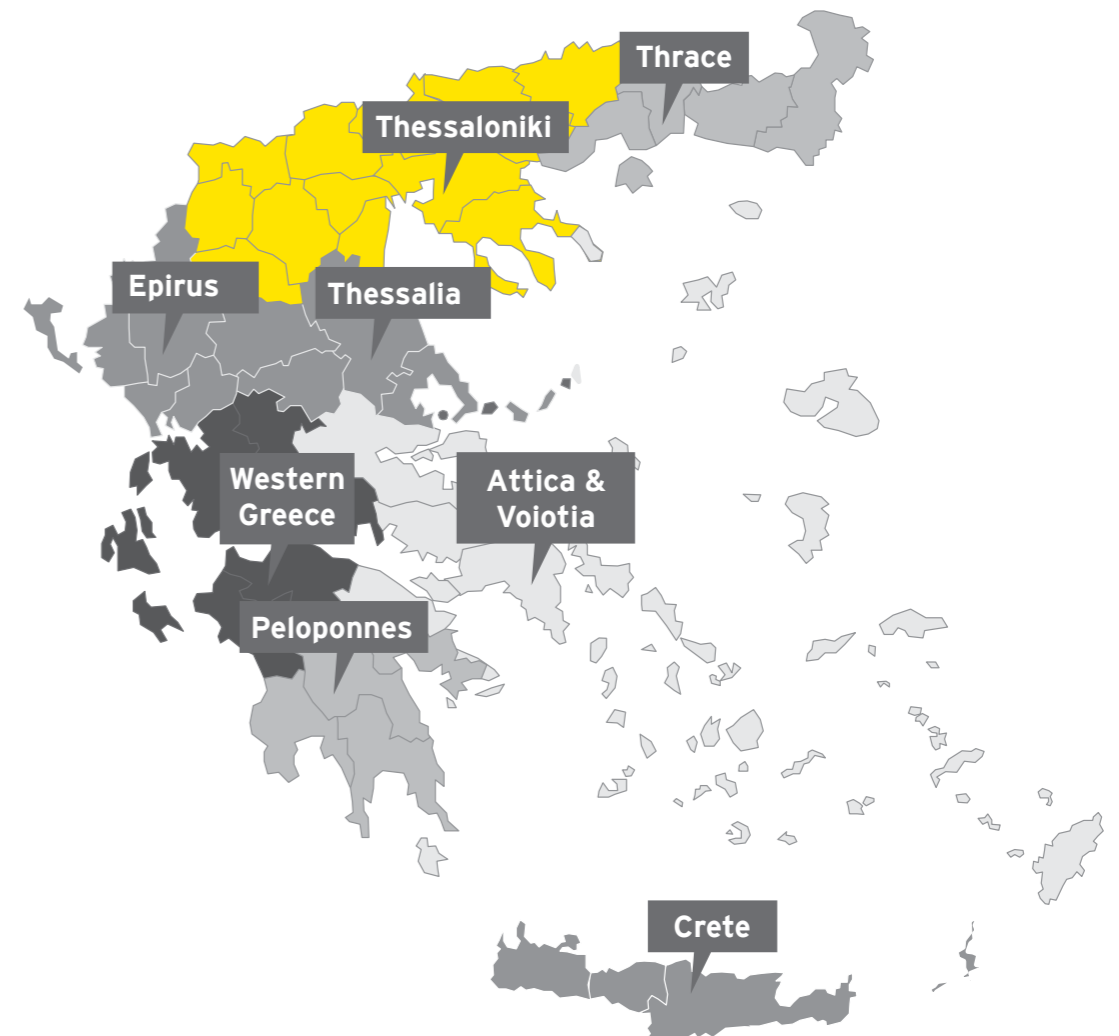 Thrace
Thessaloniki
Epirus
Thessalia
Western
Greece
Attica &
Voiotia
Peloponnes
Crete